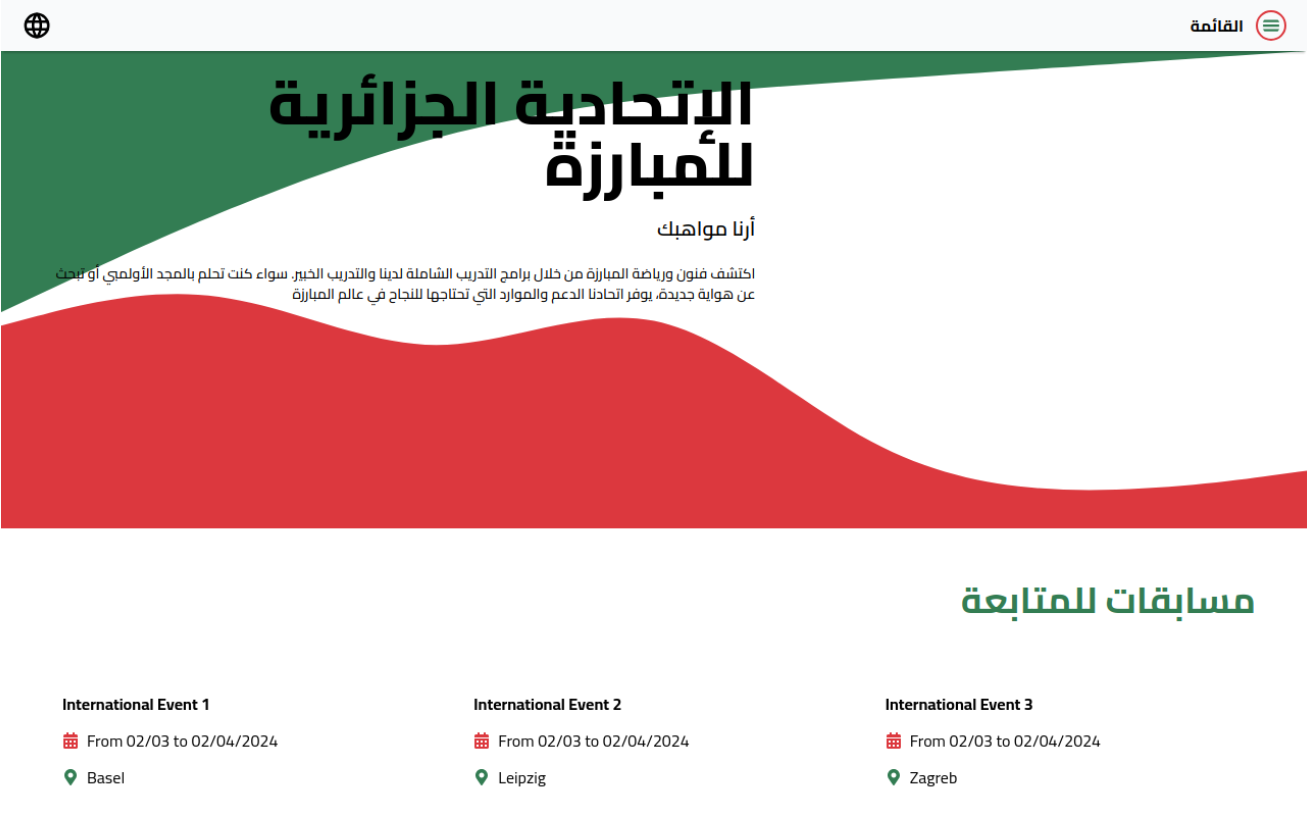 القائمة
الاتحادية الجزائرية
للمبارزة
أرنا مواهبك
اكتشف فنون ورياضة المبارزة من خلال برامج التدريب الشاملة لدينا والتدريب الخبير. سواء كنت تحلم بالمجد الأولمبي أو تبحث
عن هواية جديدة، يوفر اتحادنا الدعم والموارد التي تحتاجها للنجاح في عالم المبارزة
مسابقات للمتابعة
International Event 1
From 02/03 to 02/04/2024
Basel
International Event 2
From 02/03 to 02/04/2024
Leipzig
International Event 3
From 02/03 to 02/04/2024
Zagreb